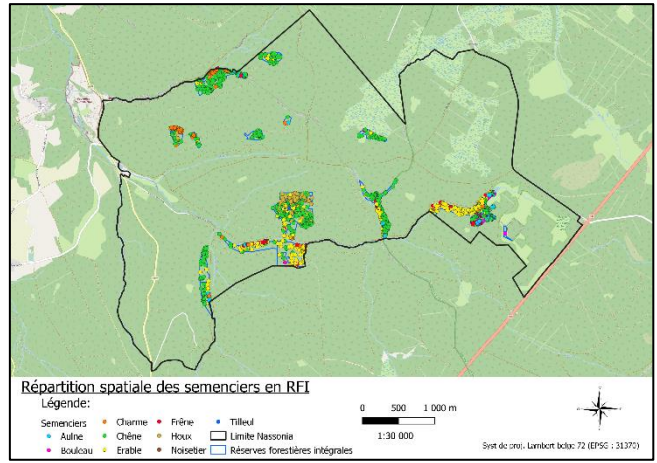 Répartition spatiale des semenciers en RFI
Légende:
Semenciers
Aulne
Bouleau
Charme
Chêne
Erable
Frêne
Houx
Noisetier
Tilleul
Limite Nassonia
Réserves forestières intégrales
0 500 1 000 m
1:30 000
Syst de proj. Lambert belge 72 (EPSG : 31370)